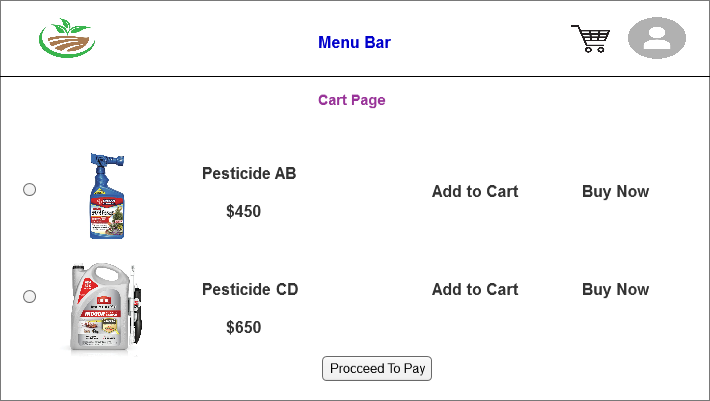 Menu Bar
Cart Page
Pesticide AB
$450
Add to Cart
Buy Now
Pesticide CD
$650
Add to Cart
Buy Now
Procceed To Pay